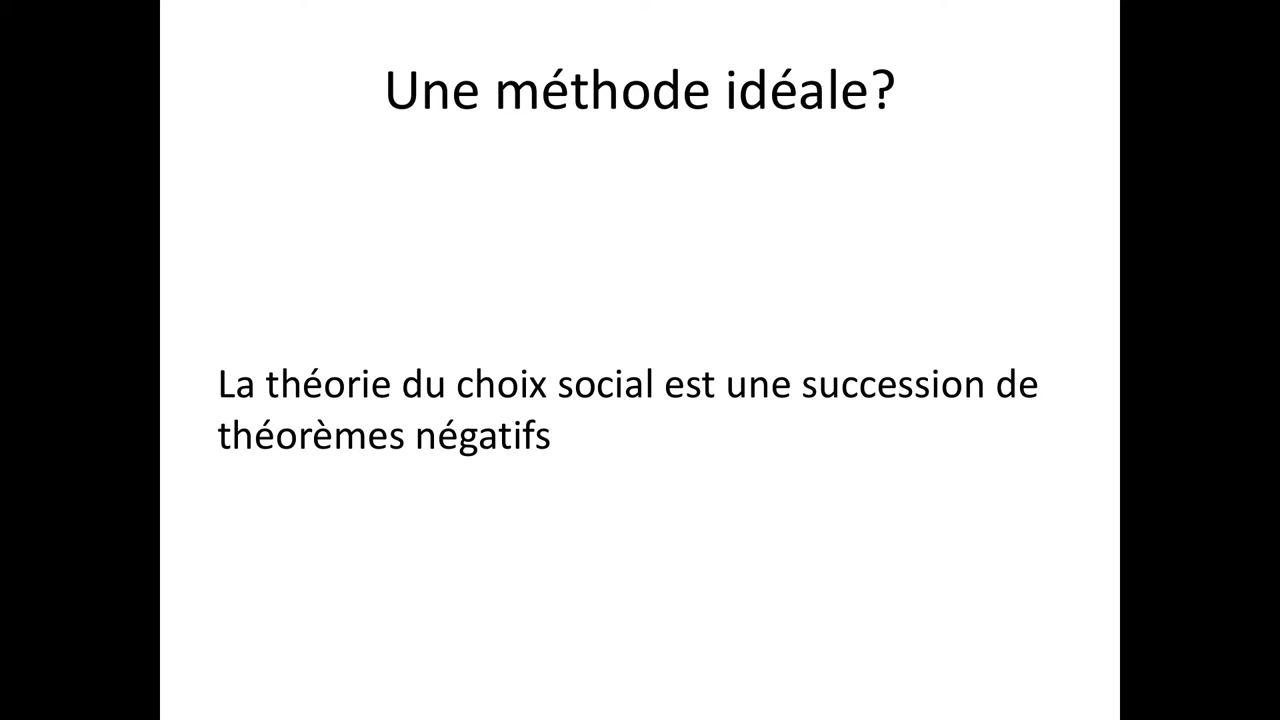 Une méthode idéale?
La théorie du choix social est une succession de
théorèmes négatifs